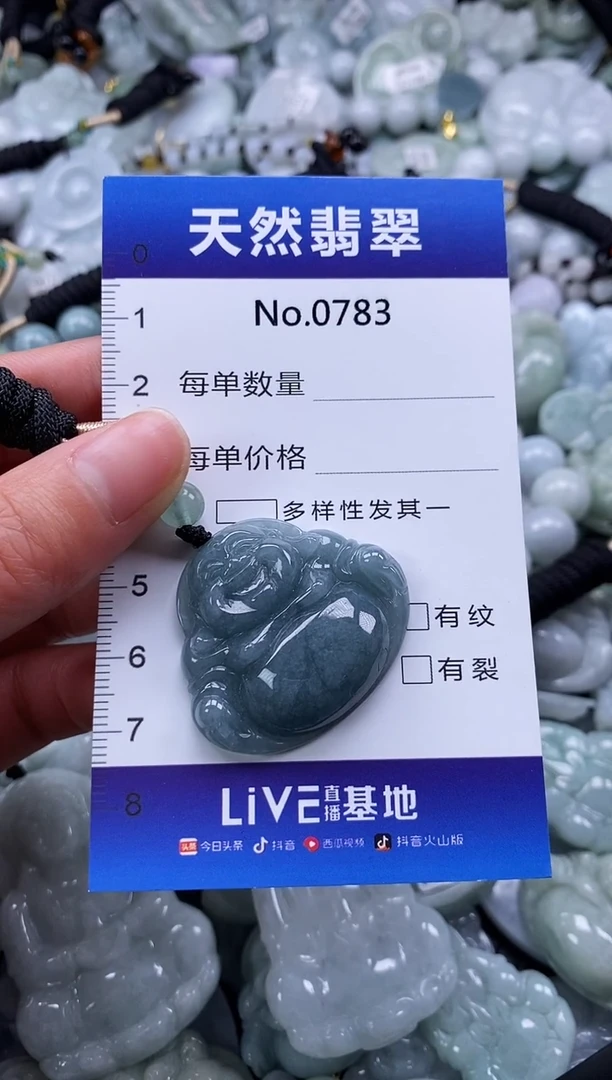 天然翡翠
0
No.0783
1
2
每单数量
每单价格
多样性发其一
5
有纹
6
有裂
7
8
LiVE直播基地
头条 今日头条 抖音 西瓜视频 抖音火山版